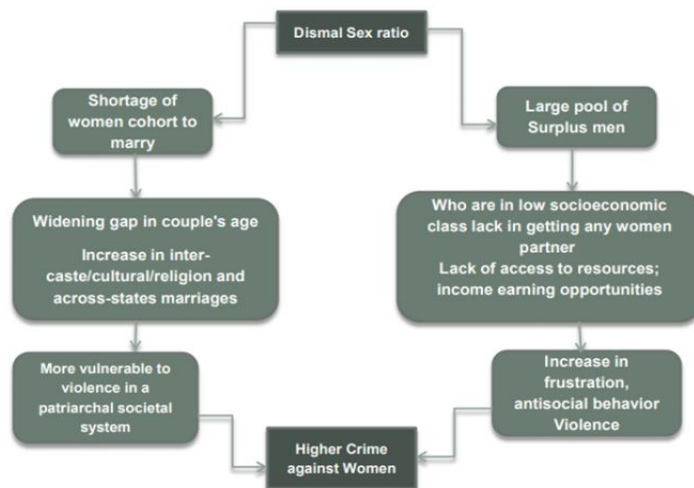 Dismal Sex ratio
Shortage of
women cohort to
marry
Large pool of
Surplus men
Widening gap in couple's age
Increase in inter-
caste/cultural/religion and
across-states marriages
Who are in low socioeconomic
class lack in getting any women
partner
Lack of access to resources;
income earning opportunities
More vulnerable to
violence in a
patriarchal societal
system
Increase in
frustration,
antisocial behavior
Violence
Higher Crime
against Women